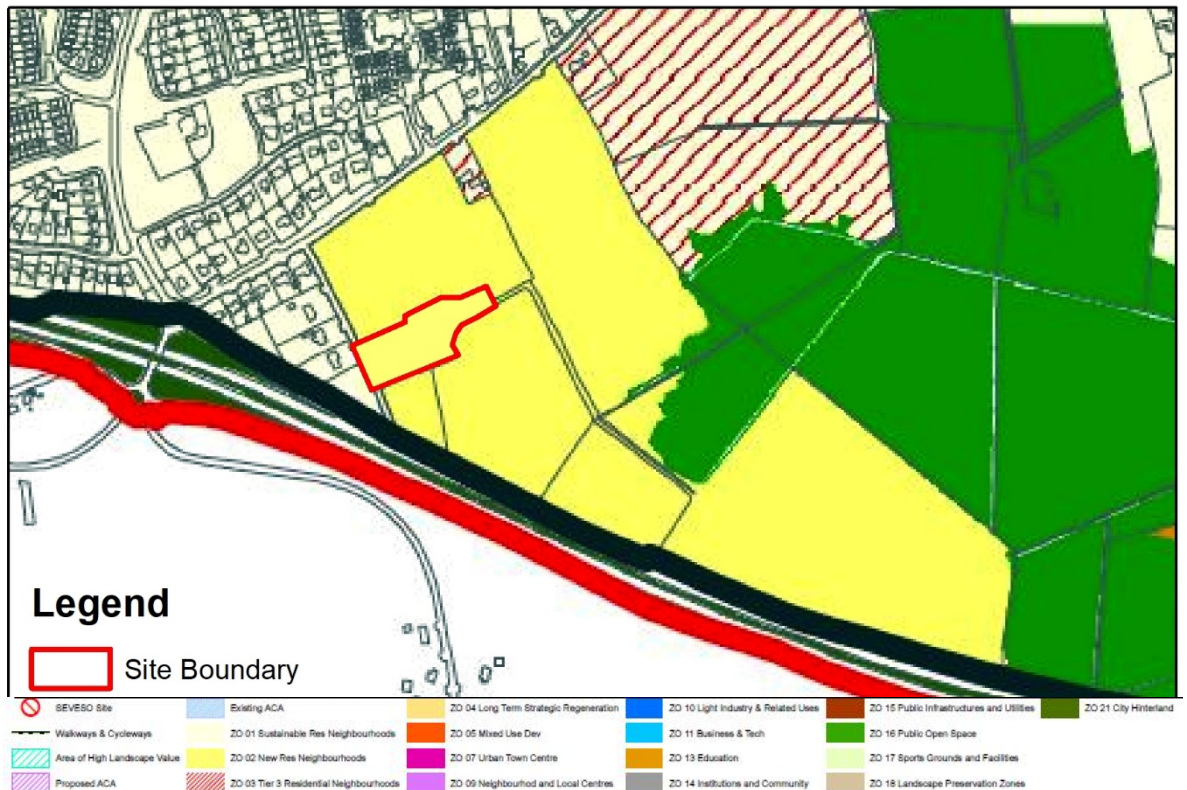 Legend
Site Boundary
SEVESO Site
Existing ACA
ZO 04 Long Term Strategic Regeneration
ZO 10 Light Industry & Related Uses
ZO 15 Public Infrastructures and Utilities
ZO 21 City Hinterland
Walkways & Cycleways
ZO 01 Sustainable Res Neighbourhoods
ZO 05 Mixed Use Dev
ZO 11 Business & Tech
ZO 16 Public Open Space
Area of High Landscape Value
ZO 02 New Res Neighbourhoods
ZO 07 Urban Town Centre
ZO 13 Education
ZO 17 Sports Grounds and Facilities
Proposed ACA
ZO 03 Tier 3 Residential Neighbourhoods
ZO 09 Neighbourhod and Local Centres
ZO 14 Institutions and Community
ZO 18 Landscape Preservation Zones